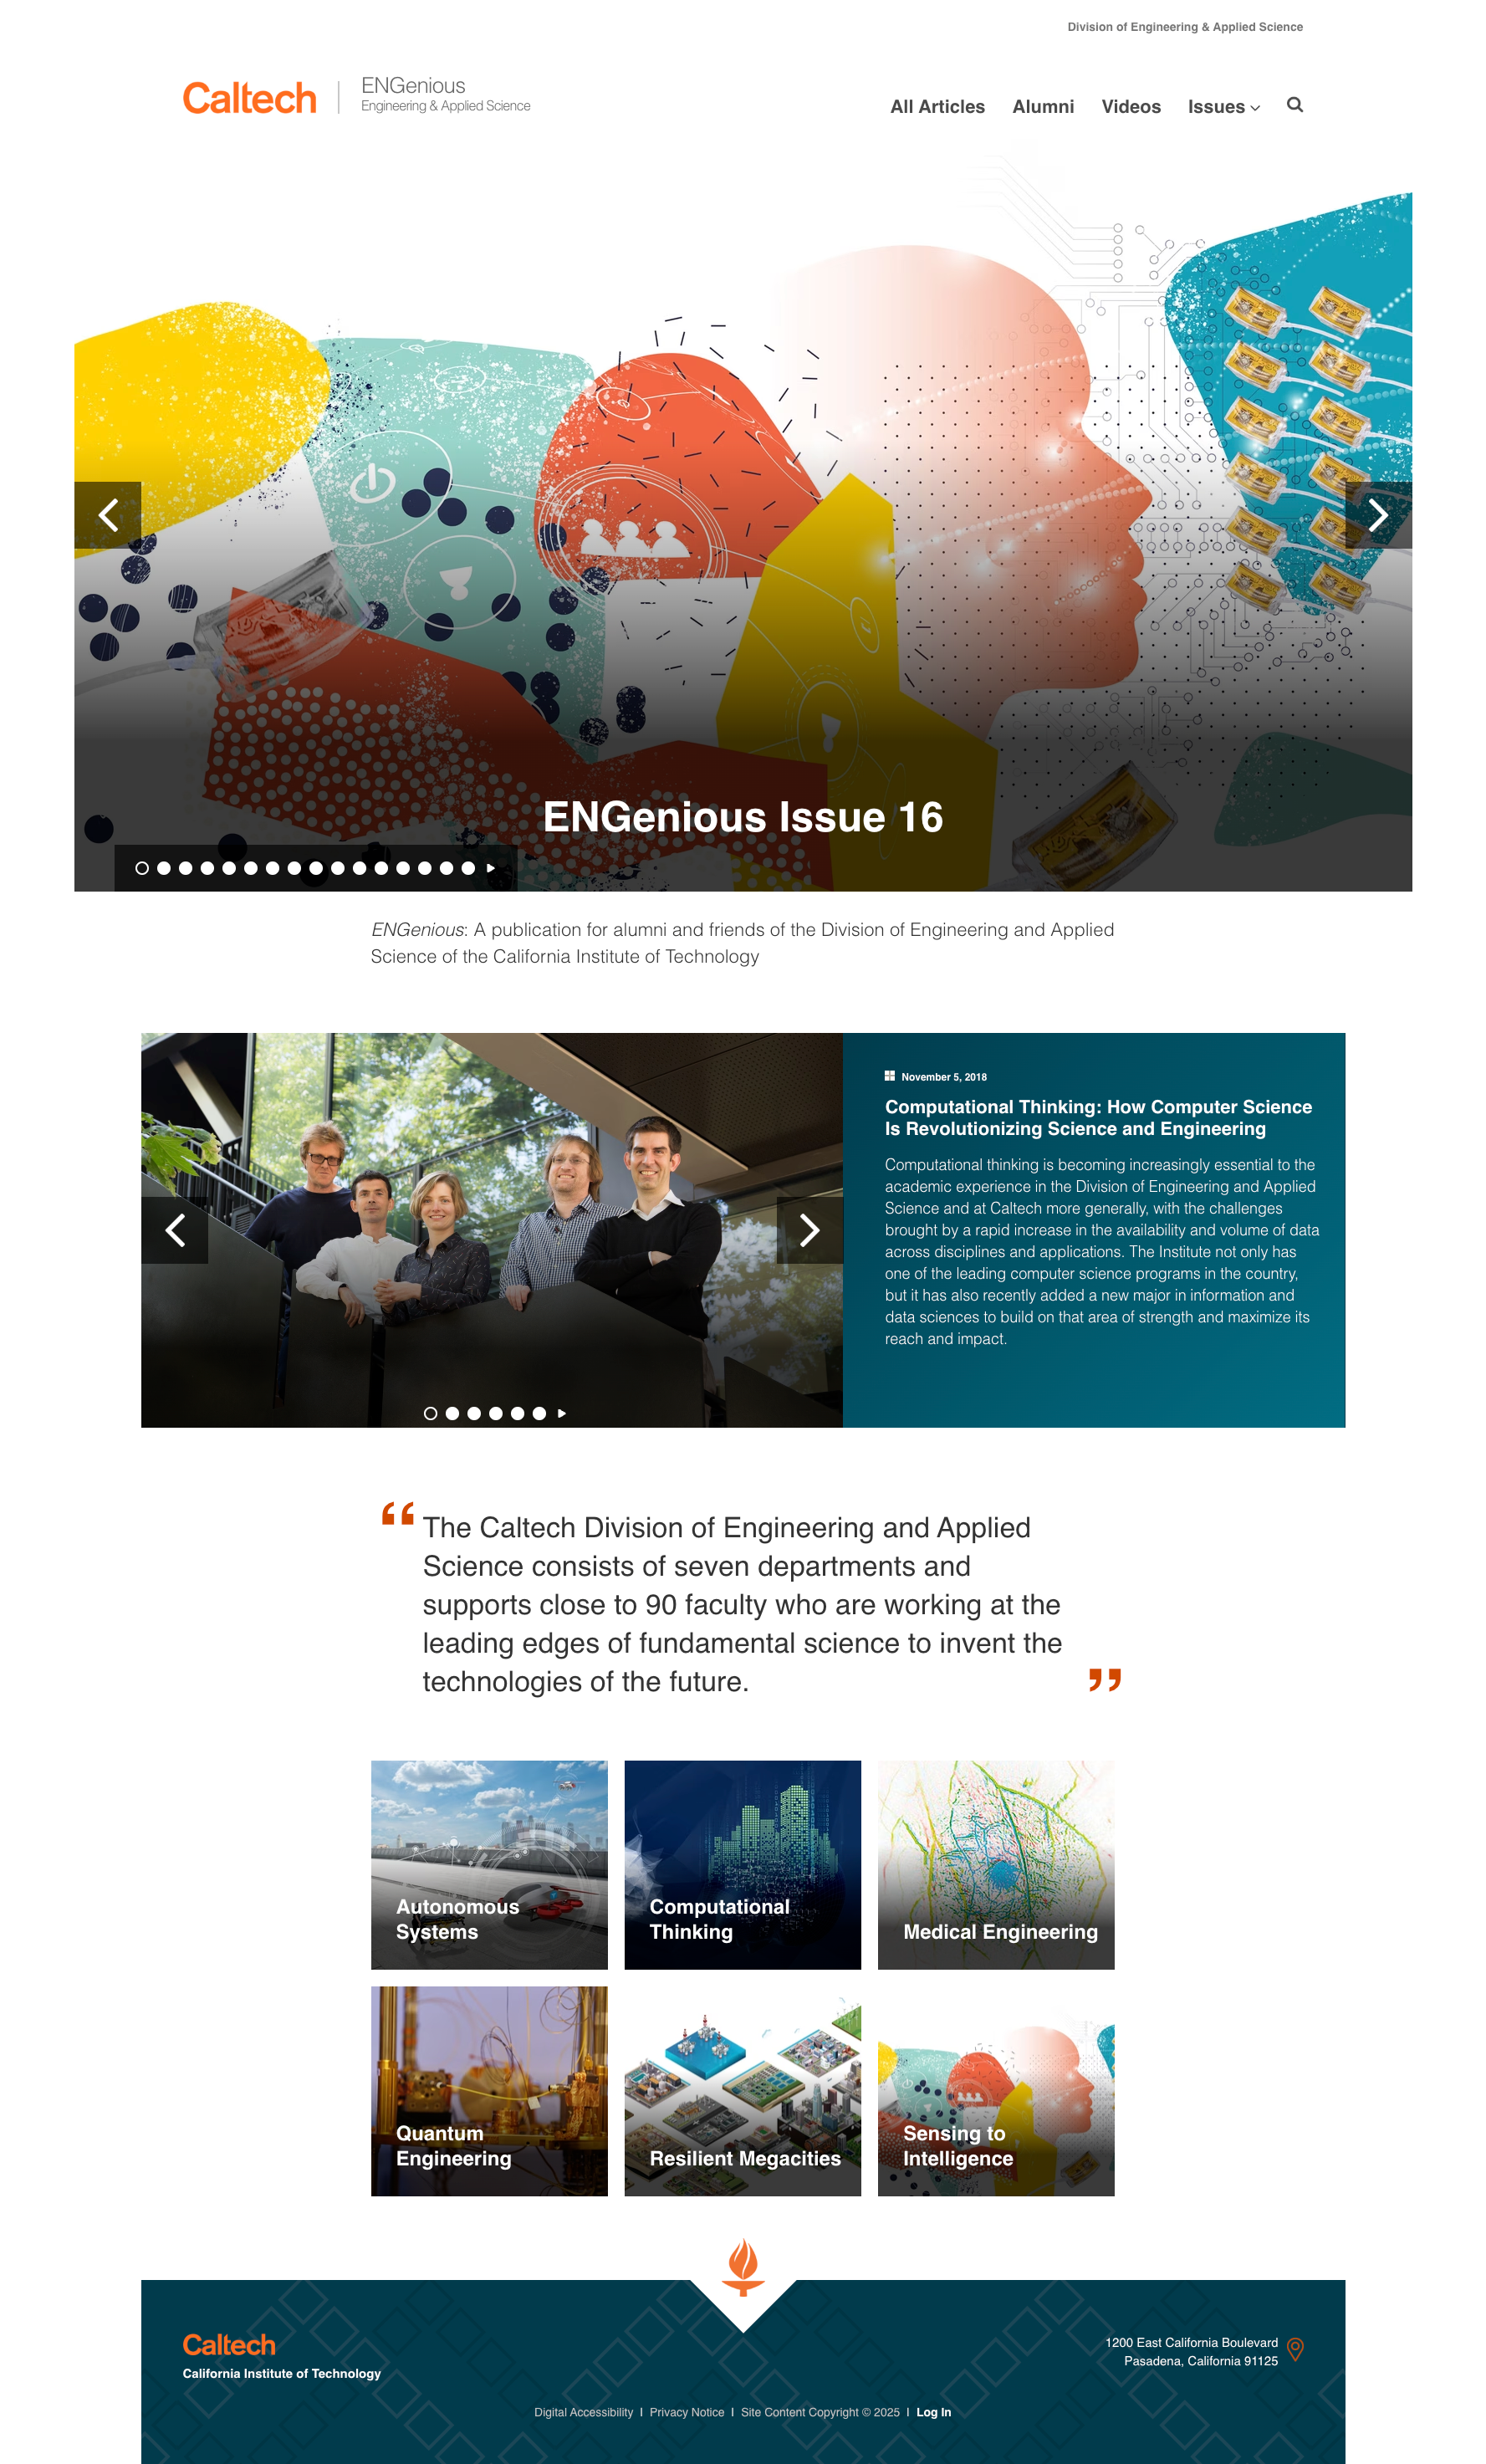 Division of Engineering & Applied Science
Caltech
ENGenious
Engineering & Applied Science
All Articles
Alumni
Videos
Issues
ENGenious Issue 16
ENGenious: A publication for alumni and friends of the Division of Engineering and Applied
Science of the California Institute of Technology
November 5, 2018
Computational Thinking: How Computer Science
Is Revolutionizing Science and Engineering
Computational thinking is becoming increasingly essential to the
academic experience in the Division of Engineering and Applied
Science and at Caltech more generally, with the challenges
brought by a rapid increase in the availability and volume of data
across disciplines and applications. The Institute not only has
one of the leading computer science programs in the country,
but it has also recently added a new major in information and
data sciences to build on that area of strength and maximize its
reach and impact.
“The Caltech Division of Engineering and Applied
Science consists of seven departments and
supports close to 90 faculty who are working at the
leading edges of fundamental science to invent the
technologies of the future.”
Autonomous
Systems
Computational
Thinking
Medical Engineering
Quantum
Engineering
Resilient Megacities
Sensing to
Intelligence
Caltech
California Institute of Technology
1200 East California Boulevard
Pasadena, California 91125
Digital Accessibility | Privacy Notice | Site Content Copyright © 2025 | Log In